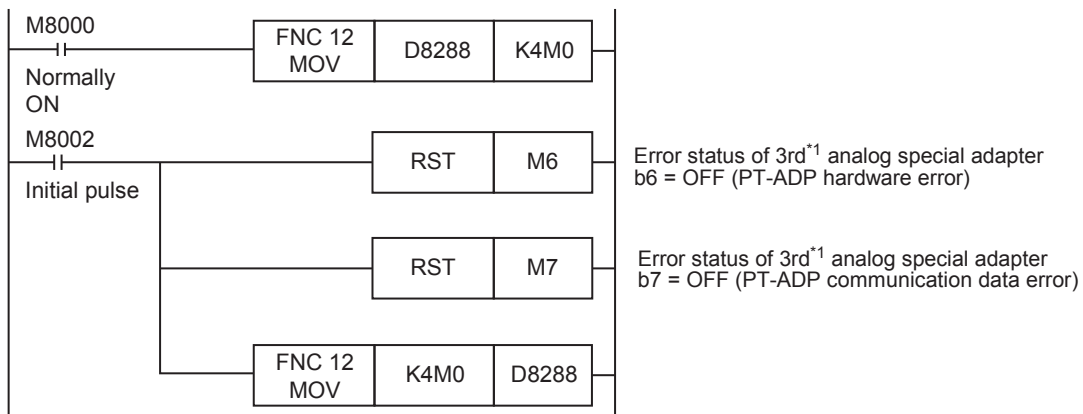 M8000
FNC 12
MOV
D8288
K4M0
Normally
ON
M8002
RST
M6
Error status of 3rd*1 analog special adapter
b6 = OFF (PT-ADP hardware error)
Initial pulse
RST
M7
Error status of 3rd*1 analog special adapter
b7 = OFF (PT-ADP communication data error)
FNC 12
MOV
K4M0
D8288